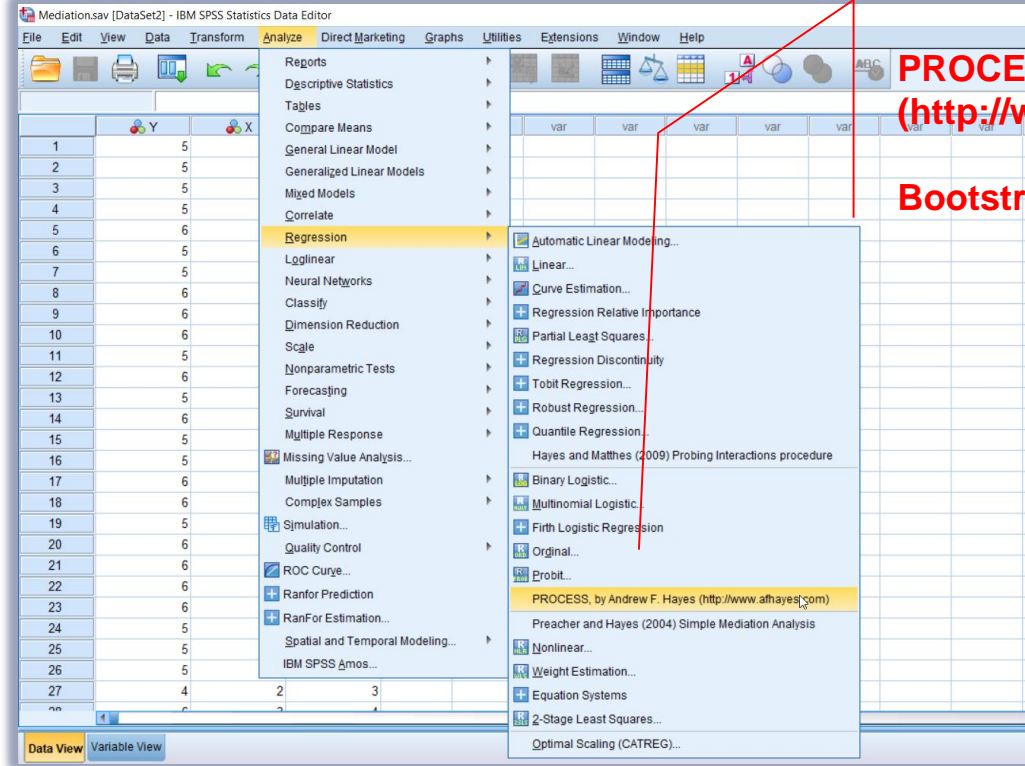 Mediation.sav [DataSet2] - IBM SPSS Statistics Data Editor
File Edit View Data Transform Analyze Direct Marketing Graphs Utilities Extensions Window Help
PROCE
(http://w
Bootstr
Y X var var var var var var var
1 5
2 5
3 5
4 5
5 6
6 5
7 5
8 6
9 6
10 6
11 5
12 6
13 5
14 6
15 5
16 5
17 6
18 6
19 5
20 6
21 6
22 6
23 6
24 5
25 5
26 5
27 4 2 3
Reports
Descriptive Statistics
Tables
Compare Means
General Linear Model
Generalized Linear Models
Mixed Models
Correlate
Regression
Loglinear
Neural Networks
Classify
Dimension Reduction
Scale
Nonparametric Tests
Forecasting
Survival
Multiple Response
Missing Value Analysis...
Multiple Imputation
Complex Samples
Simulation...
Quality Control
ROC Curve...
Ranfor Prediction
RanFor Estimation...
Spatial and Temporal Modeling...
IBM SPSS Amos...
Automatic Linear Modeling...
Linear...
Curve Estimation...
Regression Relative Importance
Partial Least Squares...
Regression Discontinuity
Tobit Regression...
Robust Regression...
Quantile Regression...
Hayes and Matthes (2009) Probing Interactions procedure
Binary Logistic...
Multinomial Logistic...
Firth Logistic Regression
Ordinal...
Probit...
PROCESS, by Andrew F. Hayes (http://www.afhayes.com)
Preacher and Hayes (2004) Simple Mediation Analysis
Nonlinear...
Weight Estimation...
Equation Systems
2-Stage Least Squares...
Optimal Scaling (CATREG)...
Data View Variable View